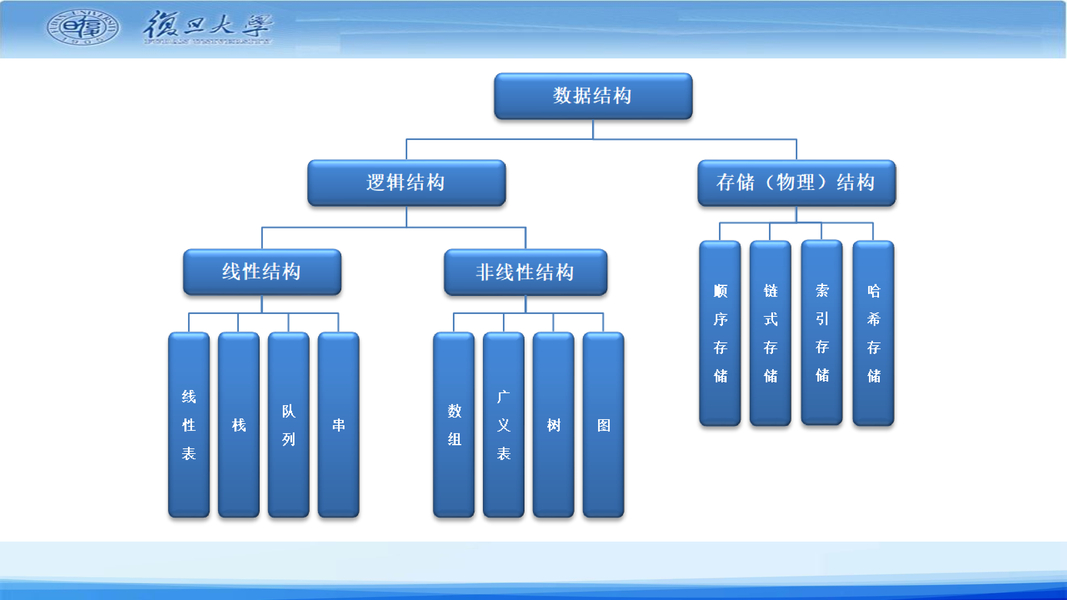 復旦大學
FUDAN UNIVERSITY
1905
数据结构
逻辑结构
存储（物理）结构
线性结构
非线性结构
顺序存储
链式存储
索引存储
哈希存储
线性表
栈
队列
串
数组
广义表
树
图